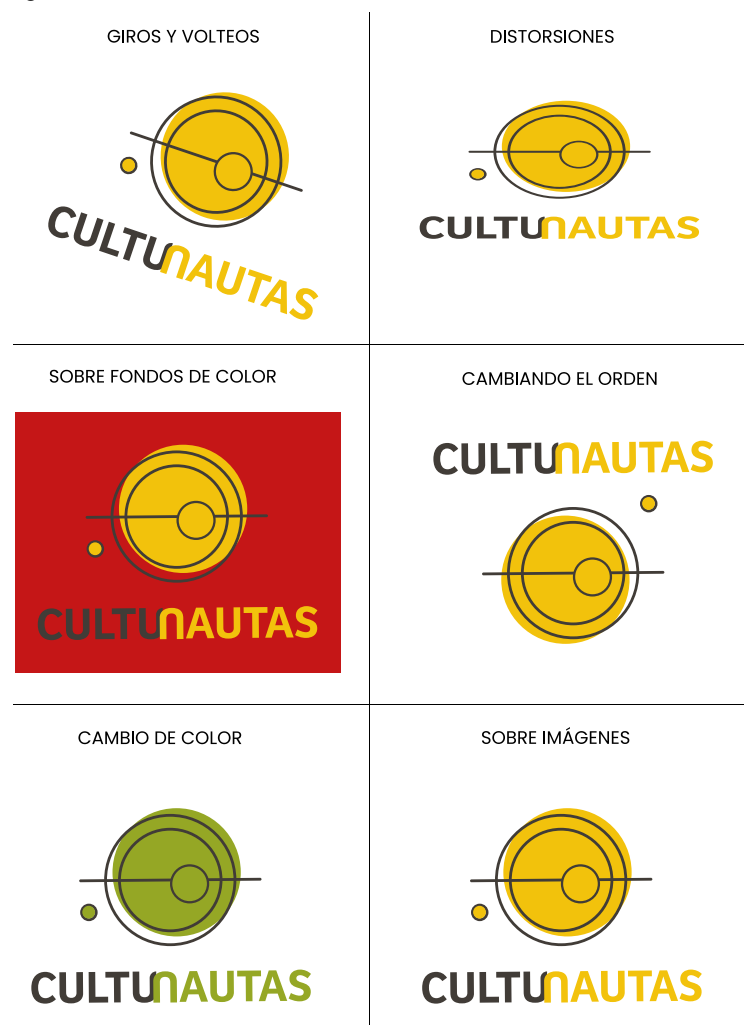 GIROS Y VOLTEOS
DISTORSIONES
CULTUNAUTAS
CULTUNAUTAS
SOBRE FONDOS DE COLOR
CAMBIANDO EL ORDEN
CULTUNAUTAS
CULTUNAUTAS
CAMBIO DE COLOR
SOBRE IMÁGENES
CULTUNAUTAS
CULTUNAUTAS